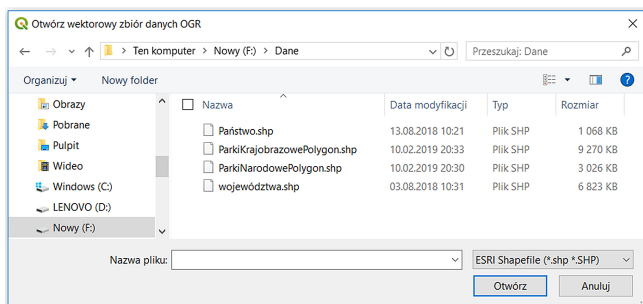 Otwórz wektorowy zbiór danych OGR
Ten komputer > Nowy (F:) > Dane
Przeszukaj: Dane
Organizuj
Nowy folder
Obrazy
Pobrane
Pulpit
Wideo
Windows (C:)
LENOVO (D:)
Nowy (F:)
Nazwa Data modyfikacji Typ Rozmiar
Państwo.shp 13.08.2018 10:21 Plik SHP 1 068 KB
ParkiKrajobrazowePolygon.shp 10.02.2019 20:33 Plik SHP 9 270 KB
ParkiNarodowePolygon.shp 10.02.2019 20:30 Plik SHP 3 026 KB
województwa.shp 03.08.2018 10:31 Plik SHP 6 823 KB
Nazwa pliku:
ESRI Shapefile (*.shp *.SHP)
Otwórz
Anuluj